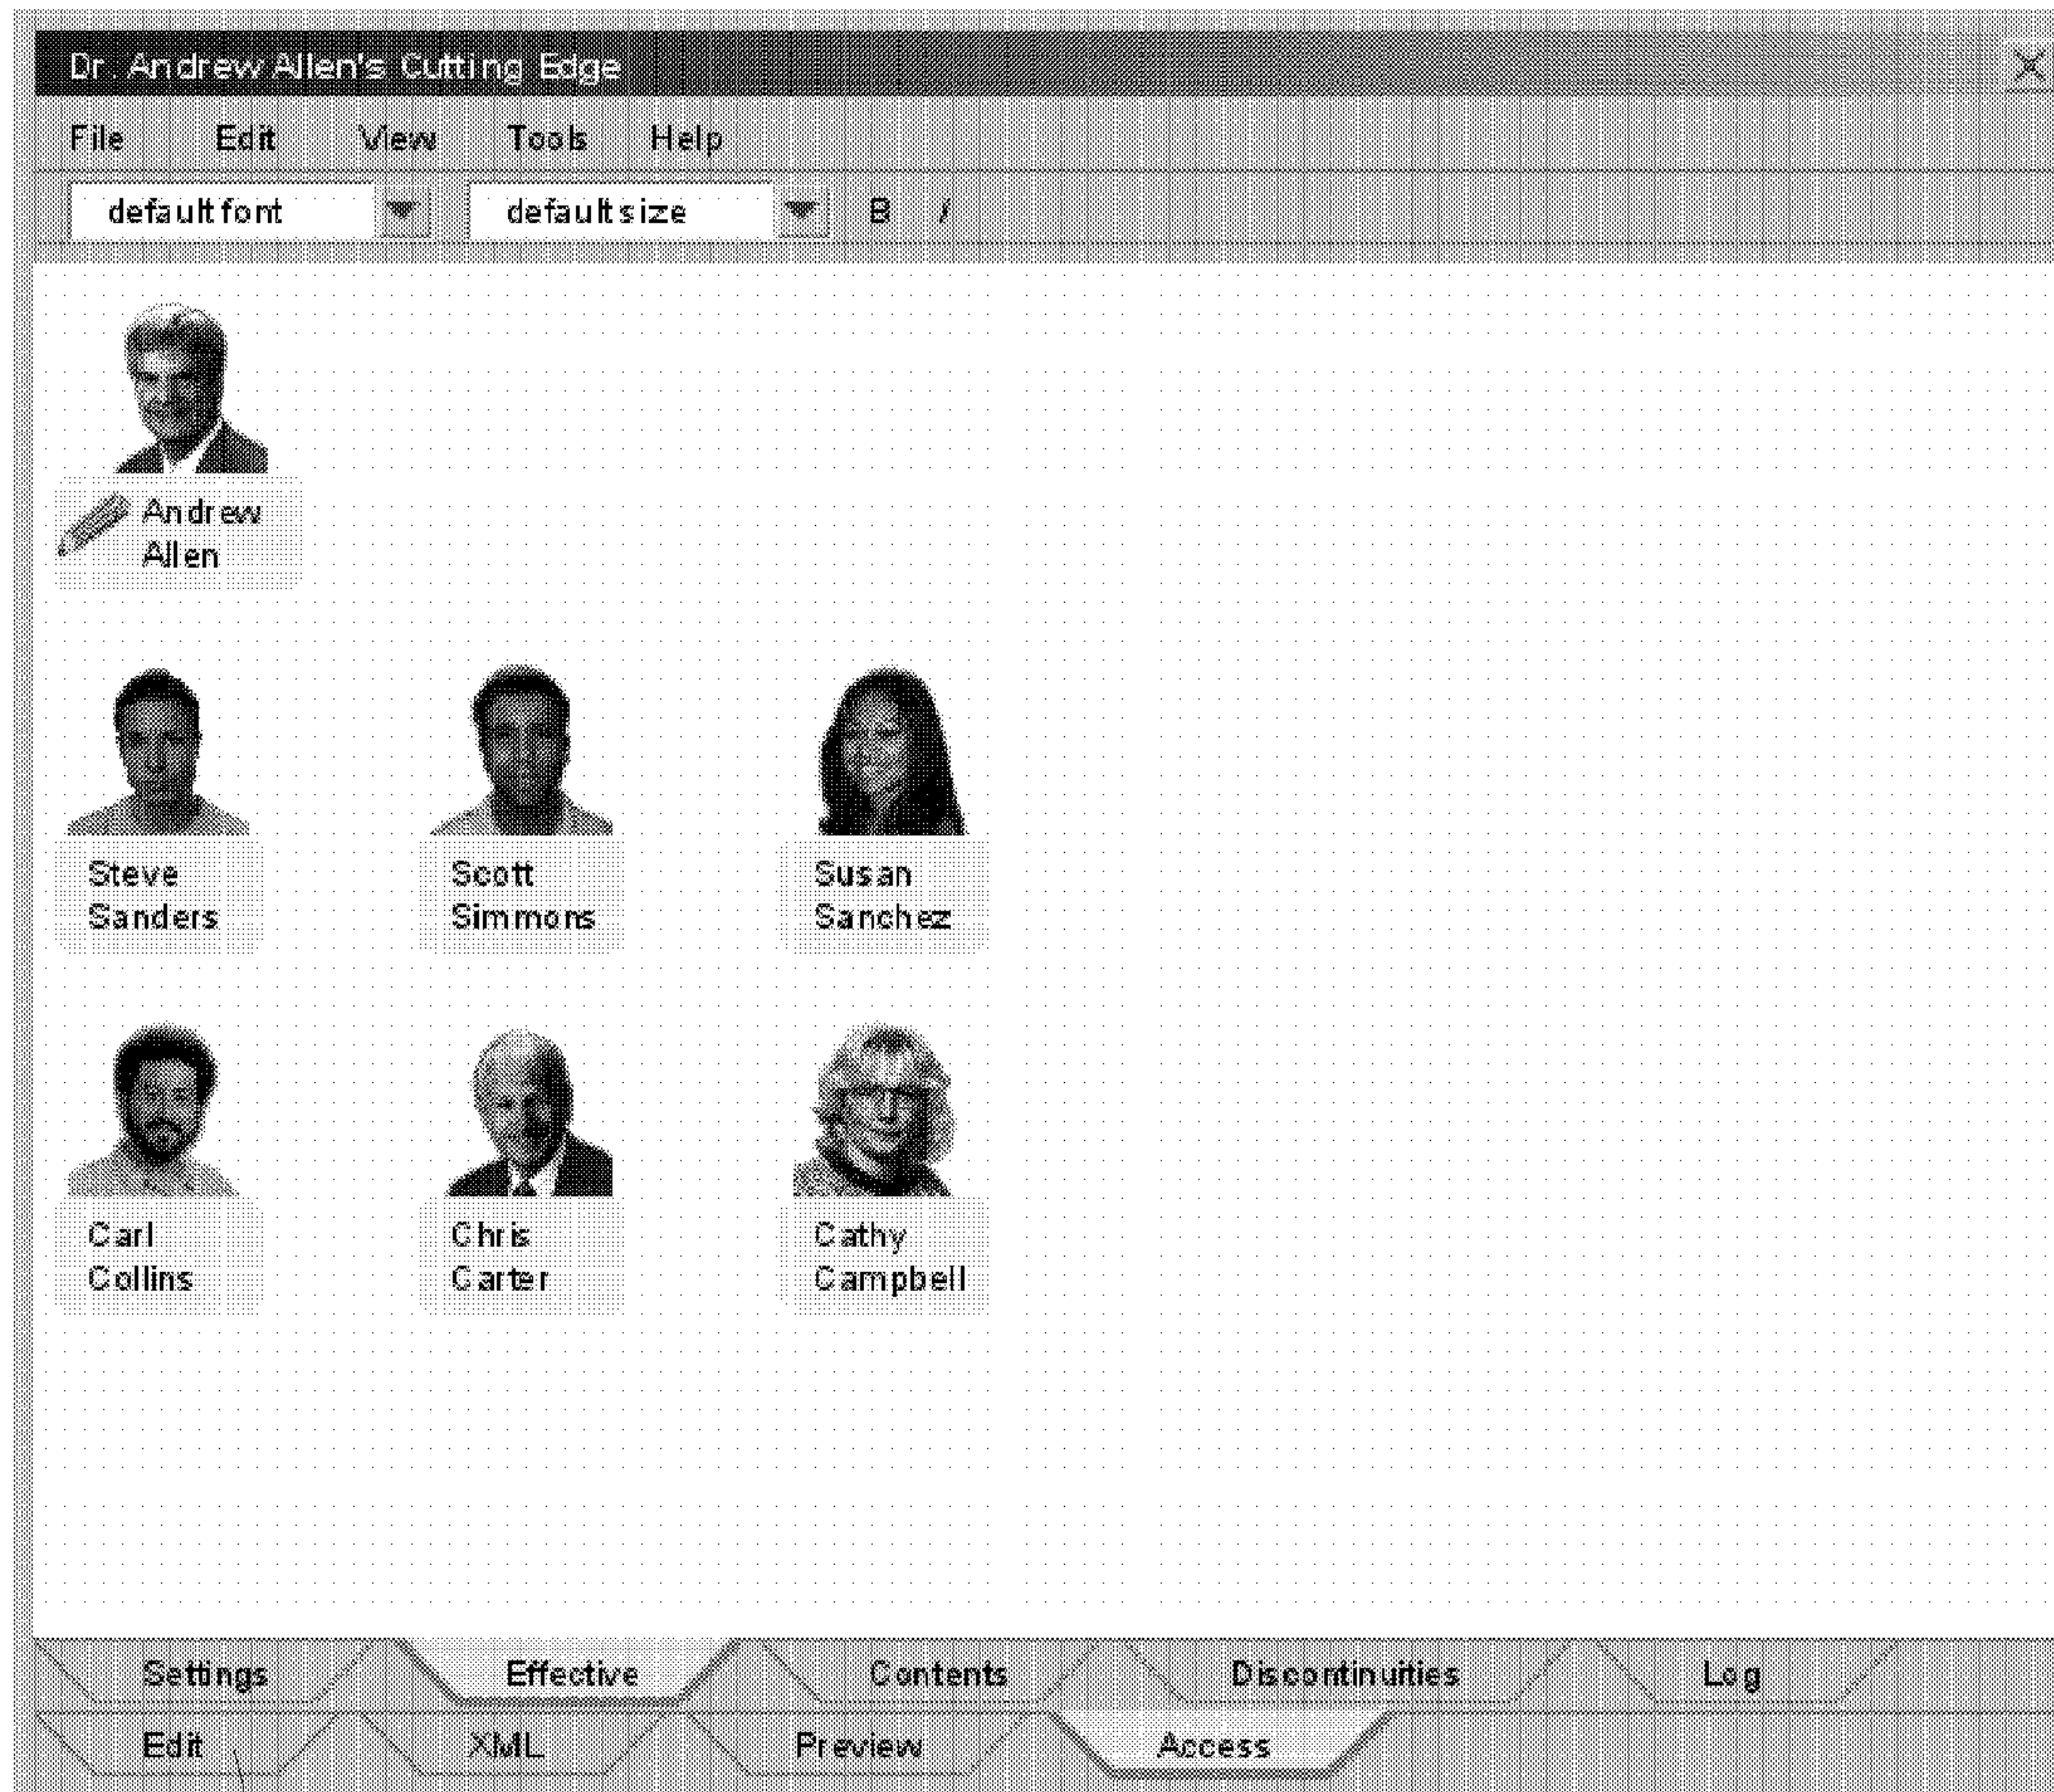 Dr. Andrew Allen's Cutting Edge
File Edit View Tools Help
default font default size B I
Andrew
Allen
Steve Scott Susan
Sanders Simmons Sanchez
Carl Chris Cathy
Collins Carter Campbell
Settings Effective Contents Discontinuities Log
Edit XML Preview Access